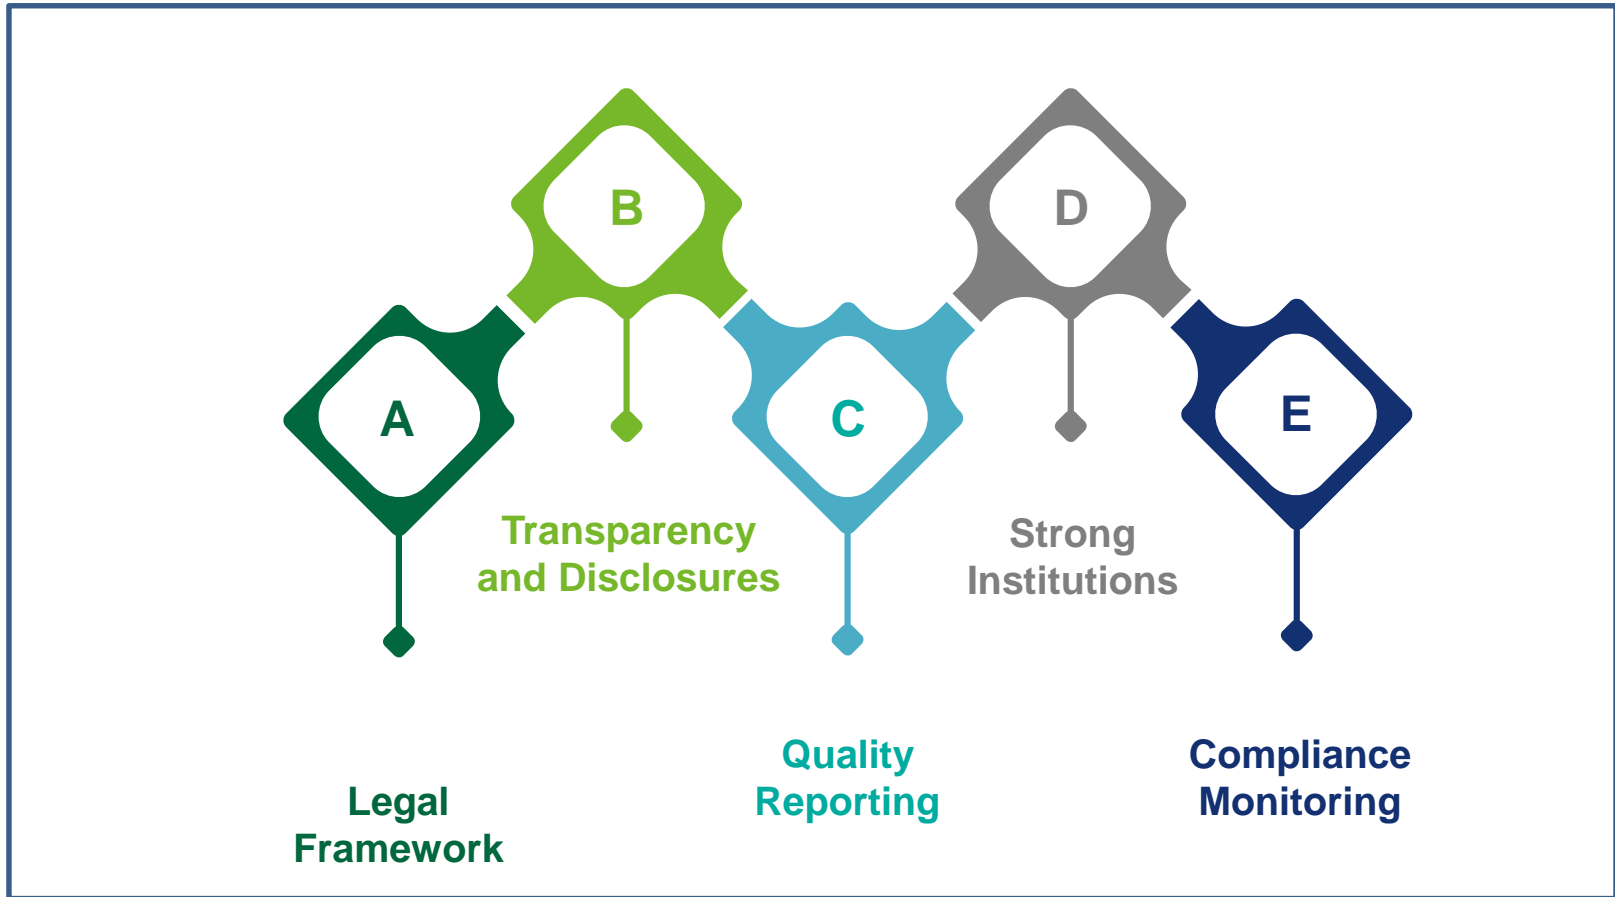 A
Legal
Framework
B
Transparency
and Disclosures
C
Quality
Reporting
D
Strong
Institutions
E
Compliance
Monitoring